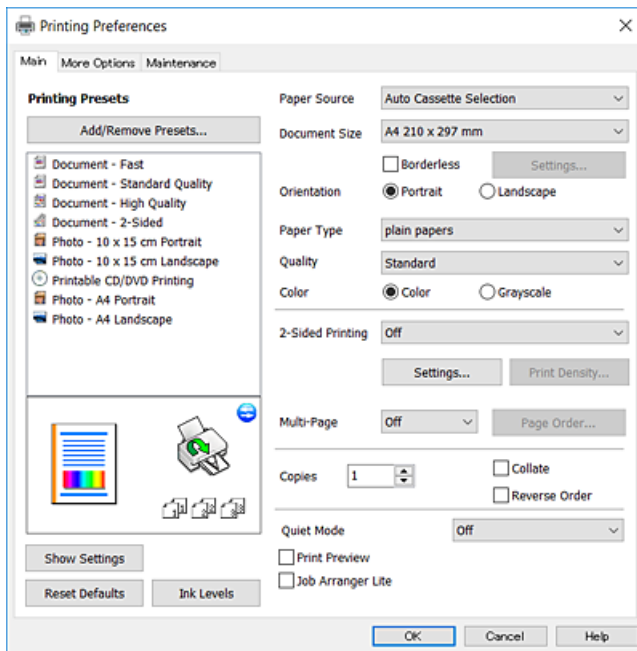 Printing Preferences
Main More Options Maintenance
Printing Presets
Add/Remove Presets...
Document - Fast
Document - Standard Quality
Document - High Quality
Document - 2-Sided
Photo - 10 x 15 cm Portrait
Photo - 10 x 15 cm Landscape
Printable CD/DVD Printing
Photo - A4 Portrait
Photo - A4 Landscape
Show Settings
Reset Defaults Ink Levels
Paper Source Auto Cassette Selection
Document Size A4 210 x 297 mm
Borderless Settings...
Orientation Portrait Landscape
Paper Type plain papers
Quality Standard
Color Color Grayscale
2-Sided Printing Off
Settings... Print Density...
Multi-Page Off Page Order...
Copies 1 Collate
Reverse Order
Quiet Mode Off
Print Preview
Job Arranger Lite
OK Cancel Help